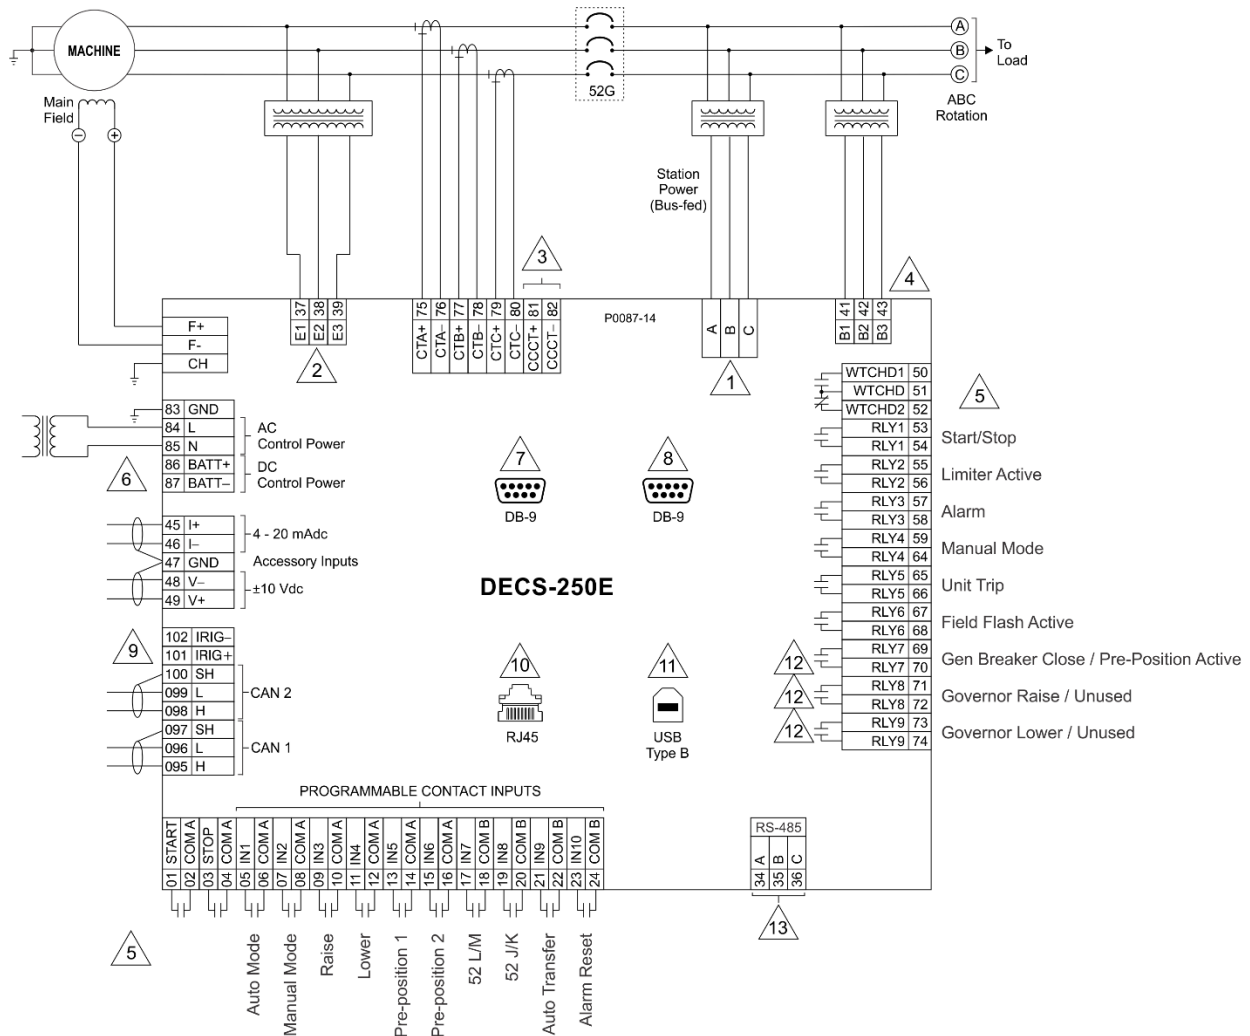 MACHINE
Main
Field
−
+
52G
A
B
C
To
Load
ABC
Rotation
Station
Power
(Bus-fed)
3
4
P0087-14
F+
F-
CH
E1 37
E2 38
E3 39
2
CTA+ 75
CTA− 76
CTB+ 77
CTB− 78
CTC+ 79
CTC− 80
CCCT+ 81
CCCT− 82
A
B
C
1
B1 41
B2 42
B3 43
83 GND
84 L
85 N
86 BATT+
87 BATT−
AC
Control Power
DC
Control Power
6
45 I+
46 I−
47 GND
48 V−
49 V+
4 - 20 mAdc
Accessory Inputs
±10 Vdc
9
102 IRIG−
101 IRIG+
100 SH
099 L
098 H
097 SH
096 L
095 H
CAN 2
CAN 1
7
DB-9
8
DB-9
DECS-250E
10
RJ45
11
USB
Type B
WTCHD1 50
WTCHD 51
WTCHD2 52
5
RLY1 53
RLY1 54
Start/Stop
RLY2 55
RLY2 56
Limiter Active
RLY3 57
RLY3 58
Alarm
RLY4 59
RLY4 64
Manual Mode
RLY5 65
RLY5 66
Unit Trip
RLY6 67
RLY6 68
Field Flash Active
12
RLY7 69
RLY7 70
Gen Breaker Close / Pre-Position Active
12
RLY8 71
RLY8 72
Governor Raise / Unused
12
RLY9 73
RLY9 74
Governor Lower / Unused
PROGRAMMABLE CONTACT INPUTS
01 START
02 COM A
03 STOP
04 COM A
05 IN1
06 COM A
07 IN2
08 COM A
09 IN3
10 COM A
11 IN4
12 COM A
13 IN5
14 COM A
15 IN6
16 COM A
17 IN7
18 COM B
19 IN8
20 COM B
21 IN9
22 COM B
23 IN10
24 COM B
RS-485
34 A
35 B
36 C
13
5
Auto Mode
Manual Mode
Raise
Lower
Pre-position 1
Pre-position 2
52 L/M
52 J/K
Auto Transfer
Alarm Reset